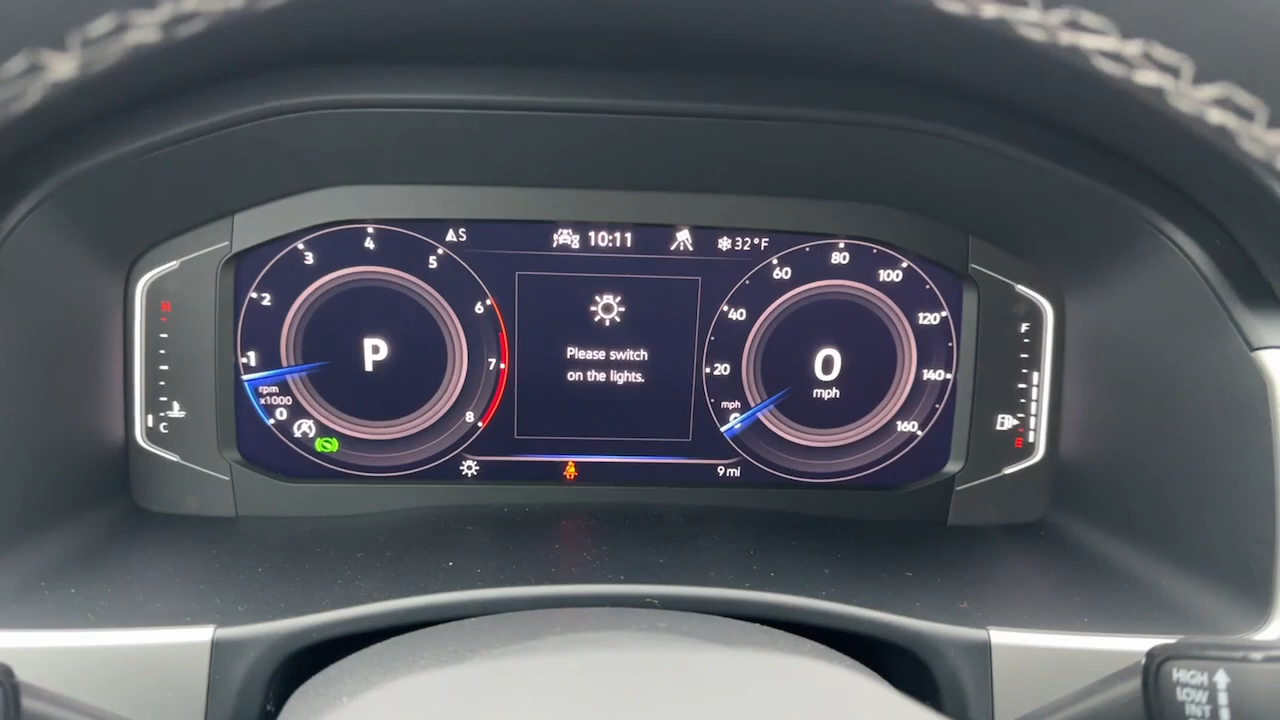 S 10:11 32°F
4
3
5
2
6
1
7
rpm
x1000
0
8
P
Please switch
on the lights.
80
60
100
40
120
20
140
mph
160
0
mph
9 mi
H
C
F
E
HIGH
LOW
INT